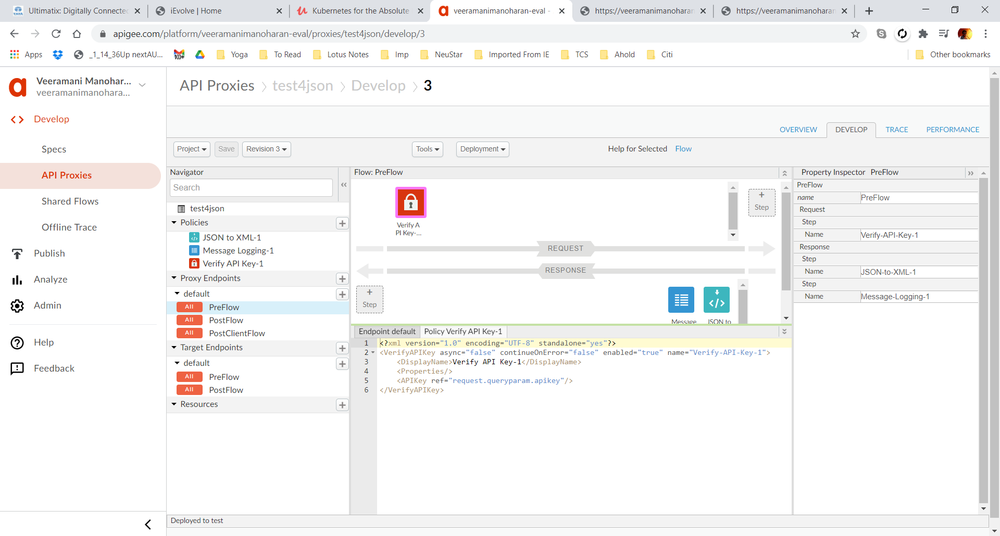 Ultimatix: Digitally Connected
iEvolve | Home
Kubernetes for the Absolute
veeramanimanoharan-eval -
https://veeramanimanoharan
https://veeramanimanoharan
apigee.com/platform/veeramanimanoharan-eval/proxies/test4json/develop/3
Apps
_1_14_36Up nextAU...
100+
Yoga
To Read
Lotus Notes
Imp
NeuStar
Imported From IE
TCS
Ahold
Citi
Other bookmarks
Veeramani Manohar...
veeramanimanohara...
Develop
Specs
API Proxies
Shared Flows
Offline Trace
Publish
Analyze
Admin
Help
Feedback
API Proxies > test4json > Develop > 3
OVERVIEW
DEVELOP
TRACE
PERFORMANCE
Project
Save
Revision 3
Tools
Deployment
Help for Selected Flow
Navigator
Search
test4json
Policies
JSON to XML-1
Message Logging-1
Verify API Key-1
Proxy Endpoints
default
All PreFlow
All PostFlow
All PostClientFlow
Target Endpoints
default
All PreFlow
All PostFlow
Resources
Flow: PreFlow
Verify A
PI Key-...
+
Step
REQUEST
RESPONSE
+
Step
Message
JSON to
Endpoint default
Policy Verify API Key-1
1 <?xml version="1.0" encoding="UTF-8" standalone="yes"?>
2 <VerifyAPIKey async="false" continueOnError="false" enabled="true" name="Verify-API-Key-1">
3 <DisplayName>Verify API Key-1</DisplayName>
4 <Properties/>
5 <APIKey ref="request.queryparam.apikey"/>
6 </VerifyAPIKey>
Property Inspector PreFlow
PreFlow
name PreFlow
Request
Step
Name Verify-API-Key-1
Response
Step
Name JSON-to-XML-1
Step
Name Message-Logging-1
Deployed to test